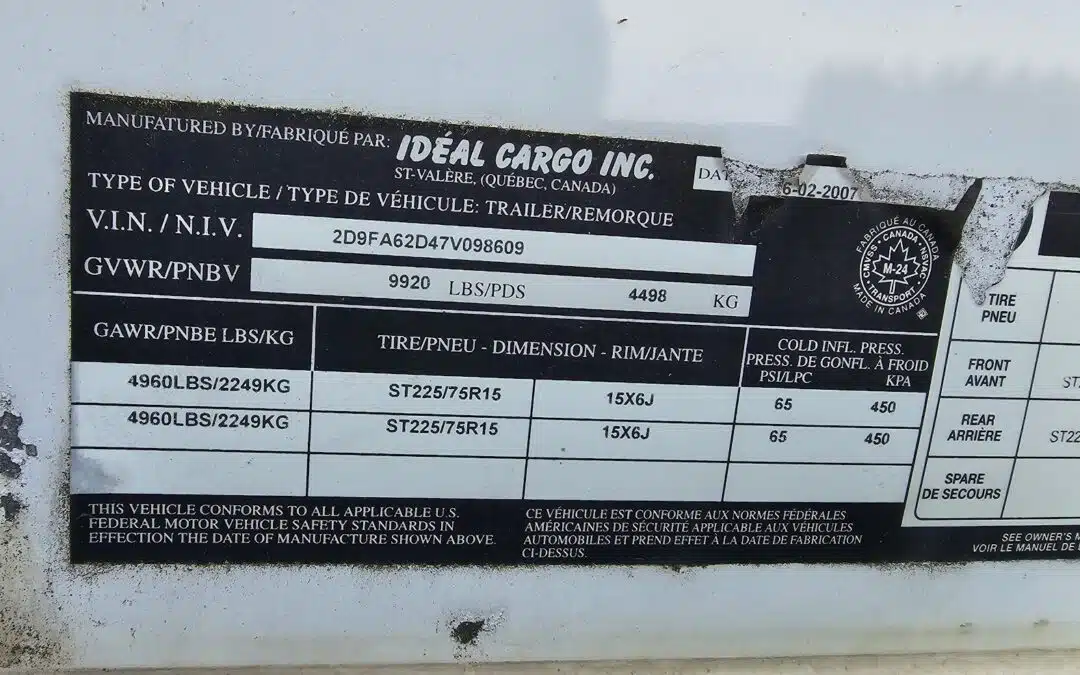 MANUFATURED BY/FABRIQUÉ PAR: IDÉAL CARGO INC.
ST-VALÈRE, (QUÉBEC, CANADA)
6-02-2007
TYPE OF VEHICLE / TYPE DE VÉHICULE: TRAILER/REMORQUE
V.I.N. / N.I.V. 2D9FA62D47V098609
GVWR/PNBV 9920 LBS/PDS 4498 KG
FABRIQUÉ AU CANADA
CMVSS • CANADA • NSVAC
M-24
TRANSPORT
MADE IN CANADA
GAWR/PNBE LBS/KG TIRE/PNEU - DIMENSION - RIM/JANTE COLD INFL. PRESS.
PRESS. DE GONFL. À FROID
PSI/LPC KPA
4960LBS/2249KG ST225/75R15 15X6J 65 450
4960LBS/2249KG ST225/75R15 15X6J 65 450
THIS VEHICLE CONFORMS TO ALL APPLICABLE U.S.
FEDERAL MOTOR VEHICLE SAFETY STANDARDS IN
EFFECTION THE DATE OF MANUFACTURE SHOWN ABOVE.
CE VÉHICULE EST CONFORME AUX NORMES FÉDÉRALES
AMÉRICAINES DE SÉCURITÉ APPLICABLE AUX VÉHICULES
AUTOMOBILES ET PREND EFFET À LA DATE DE FABRICATION
CI-DESSUS.
TIRE
PNEU
FRONT
AVANT
REAR
ARRIÈRE
SPARE
DE SECOURS
SEE OWNER'S
VOIR LE MANUEL DE